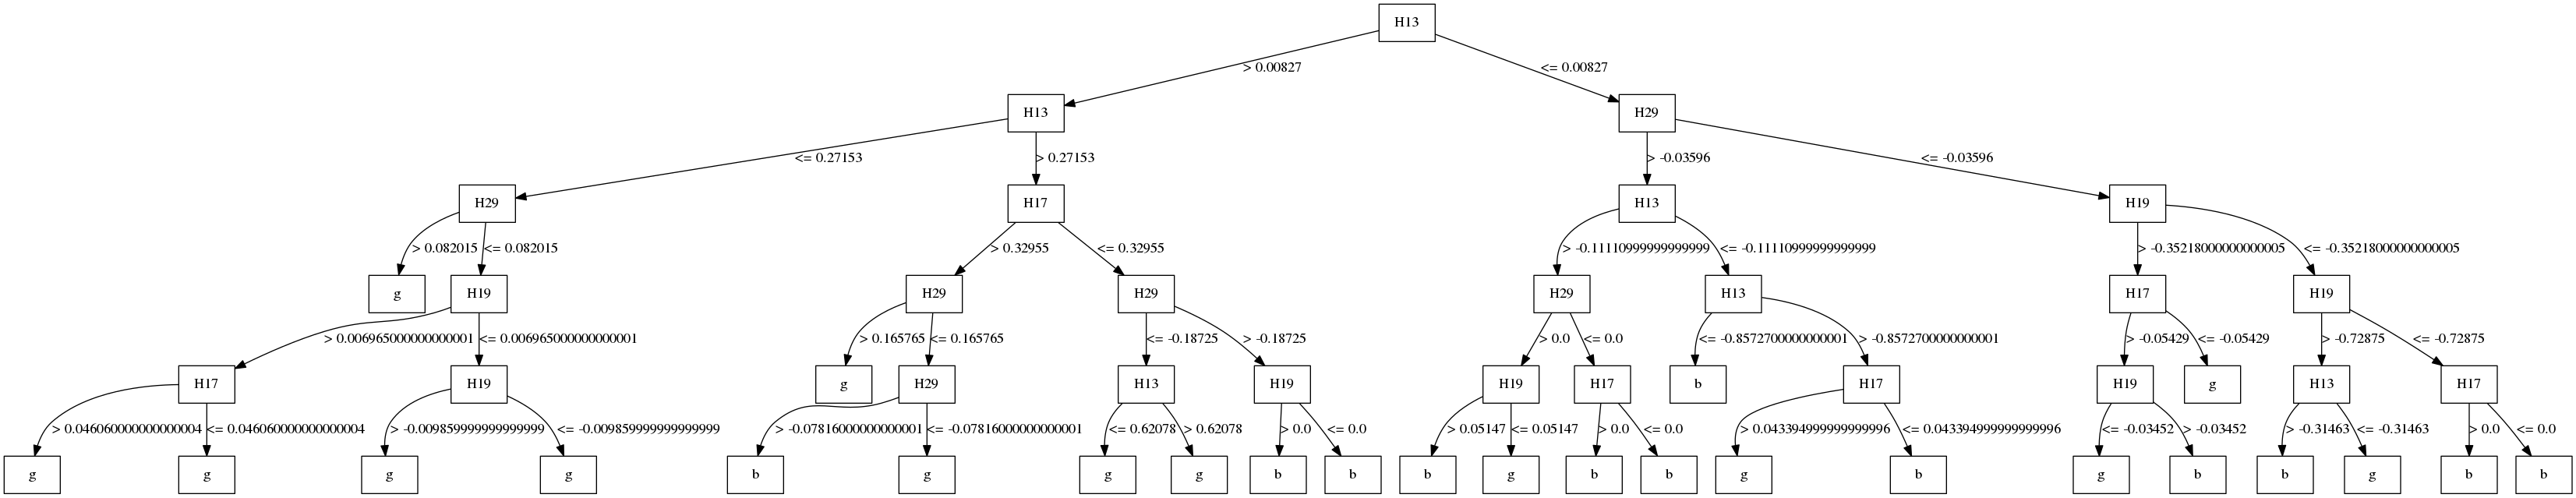 H13
> 0.00827
<= 0.00827
H13
H29
<= 0.27153
> 0.27153
> -0.03596
<= -0.03596
H29
H17
H13
H19
> 0.082015
<= 0.082015
> 0.32955
<= 0.32955
> -0.11110999999999999
<= -0.11110999999999999
> -0.35218000000000005
<= -0.35218000000000005
g
H19
H29
H29
H29
H13
H17
H19
> 0.006965000000000001
<= 0.006965000000000001
> 0.165765
<= 0.165765
<= -0.18725
> -0.18725
> 0.0
<= 0.0
<= -0.8572700000000001
> -0.8572700000000001
> -0.05429
<= -0.05429
> -0.72875
<= -0.72875
H17
H19
g
H29
H13
H19
H19
H17
b
H17
H19
g
H13
H17
> 0.046060000000000004
<= 0.046060000000000004
> -0.009859999999999999
<= -0.009859999999999999
> -0.07816000000000001
<= -0.07816000000000001
<= 0.62078
> 0.62078
> 0.0
<= 0.0
> 0.05147
<= 0.05147
> 0.0
<= 0.0
> 0.043394999999999996
<= 0.043394999999999996
<= -0.03452
> -0.03452
> -0.31463
<= -0.31463
> 0.0
<= 0.0
g
g
g
g
b
g
g
g
b
b
b
g
b
b
g
b
g
b
b
g
b
b